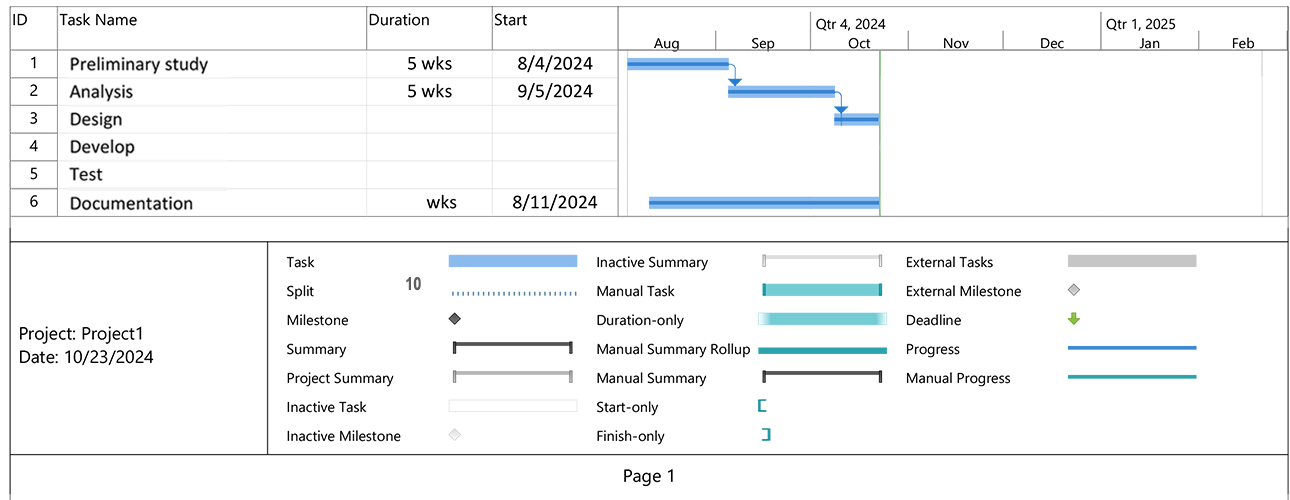 ID Task Name Duration Start Qtr 4, 2024 Qtr 1, 2025
Aug Sep Oct Nov Dec Jan Feb
1 Preliminary study 5 wks 8/4/2024
2 Analysis 5 wks 9/5/2024
3 Design
4 Develop
5 Test
6 Documentation wks 8/11/2024
Task Inactive Summary External Tasks
Split 10 Manual Task External Milestone
Milestone Duration-only Deadline
Summary Manual Summary Rollup Progress
Project Summary Manual Summary Manual Progress
Inactive Task Start-only
Inactive Milestone Finish-only
Project: Project1
Date: 10/23/2024
Page 1